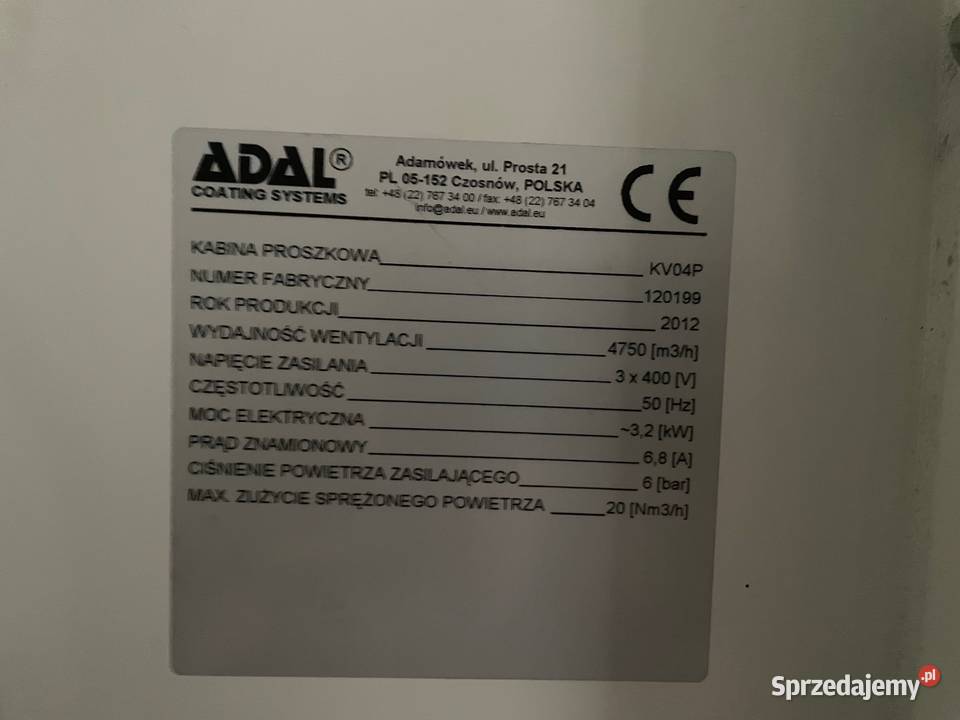 ADAL®
COATING SYSTEMS
Adamówek, ul. Prosta 21
PL 05-152 Czosnów, POLSKA
tel: +48 (22) 767 34 00 / fax: +48 (22) 767 34 04
info@adal.eu / www.adal.eu
CE
KABINA PROSZKOWA KV04P
NUMER FABRYCZNY 120199
ROK PRODUKCJI 2012
WYDAJNOŚĆ WENTYLACJI 4750 [m3/h]
NAPIĘCIE ZASILANIA 3 x 400 [V]
CZĘSTOTLIWOŚĆ 50 [Hz]
MOC ELEKTRYCZNA ~3,2 [kW]
PRĄD ZNAMIONOWY 6,8 [A]
CIŚNIENIE POWIETRZA ZASILAJĄCEGO 6 [bar]
MAX. ZUŻYCIE SPRĘŻONEGO POWIETRZA 20 [Nm3/h]
Sprzedajemy.pl